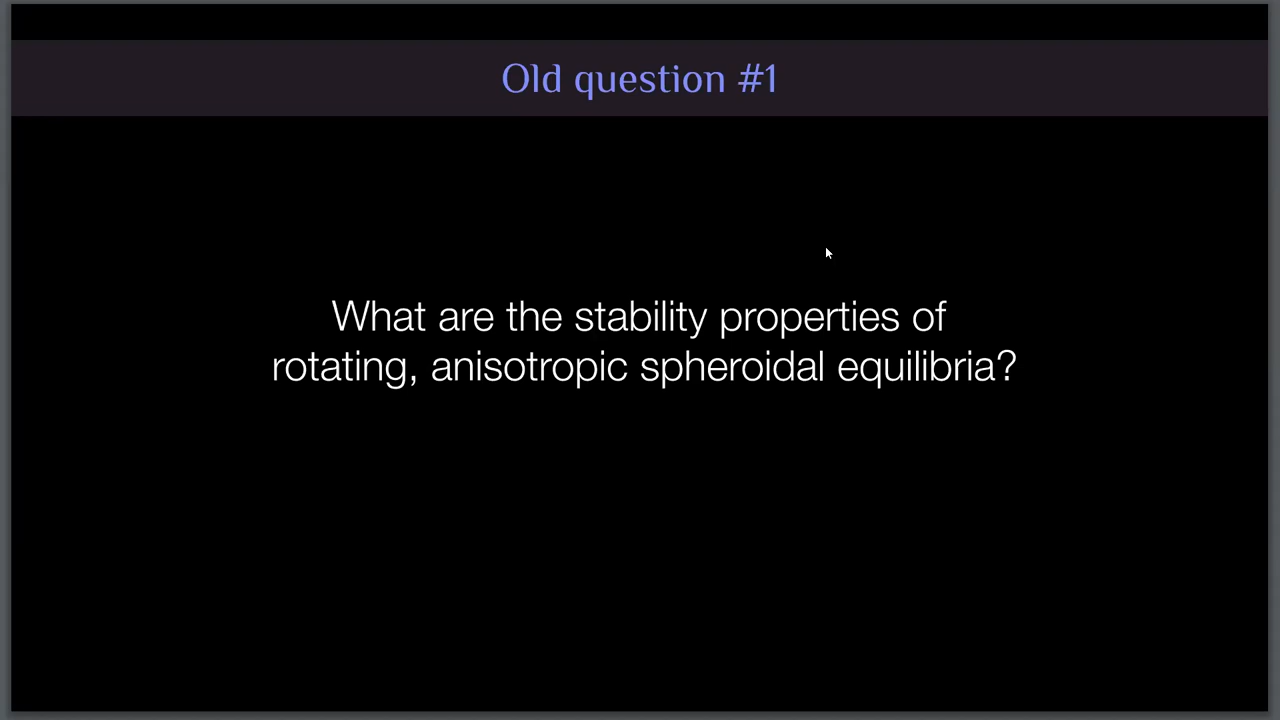 Old question #1
What are the stability properties of
rotating, anisotropic spheroidal equilibria?